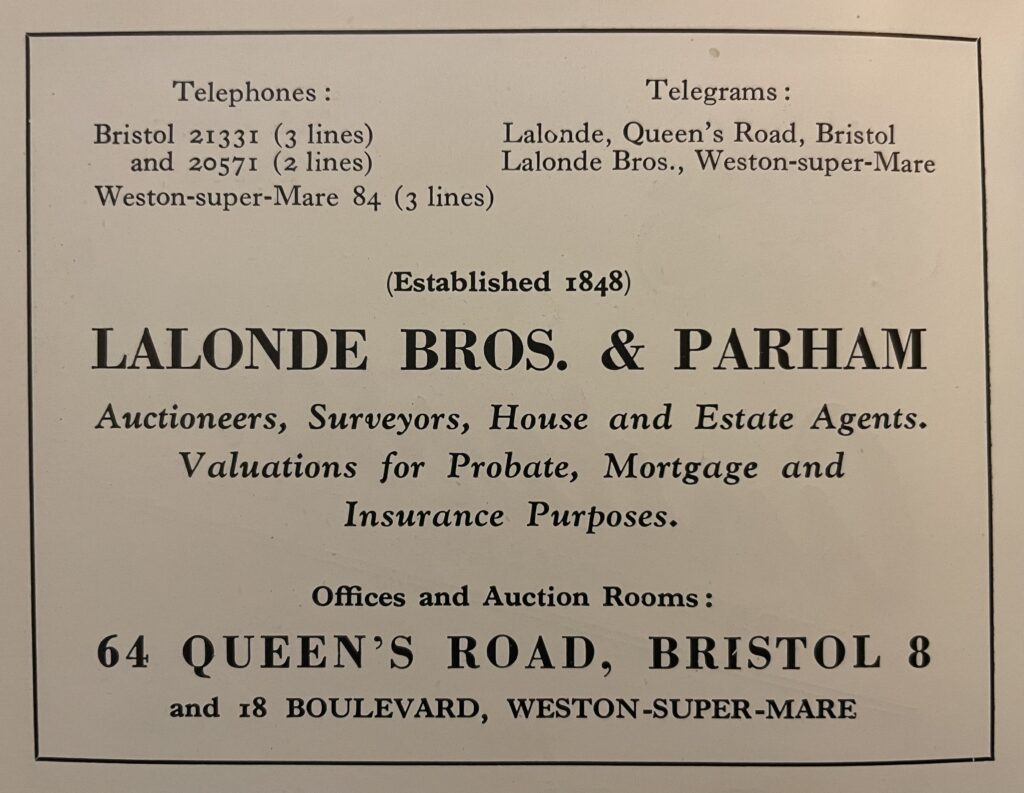 Telephones:
Bristol 21331 (3 lines)
and 20571 (2 lines)
Weston-super-Mare 84 (3 lines)
Telegrams:
Lalonde, Queen's Road, Bristol
Lalonde Bros., Weston-super-Mare
(Established 1848)
LALONDE BROS. & PARHAM
Auctioneers, Surveyors, House and Estate Agents.
Valuations for Probate, Mortgage and
Insurance Purposes.
Offices and Auction Rooms:
64 QUEEN'S ROAD, BRISTOL 8
and 18 BOULEVARD, WESTON-SUPER-MARE